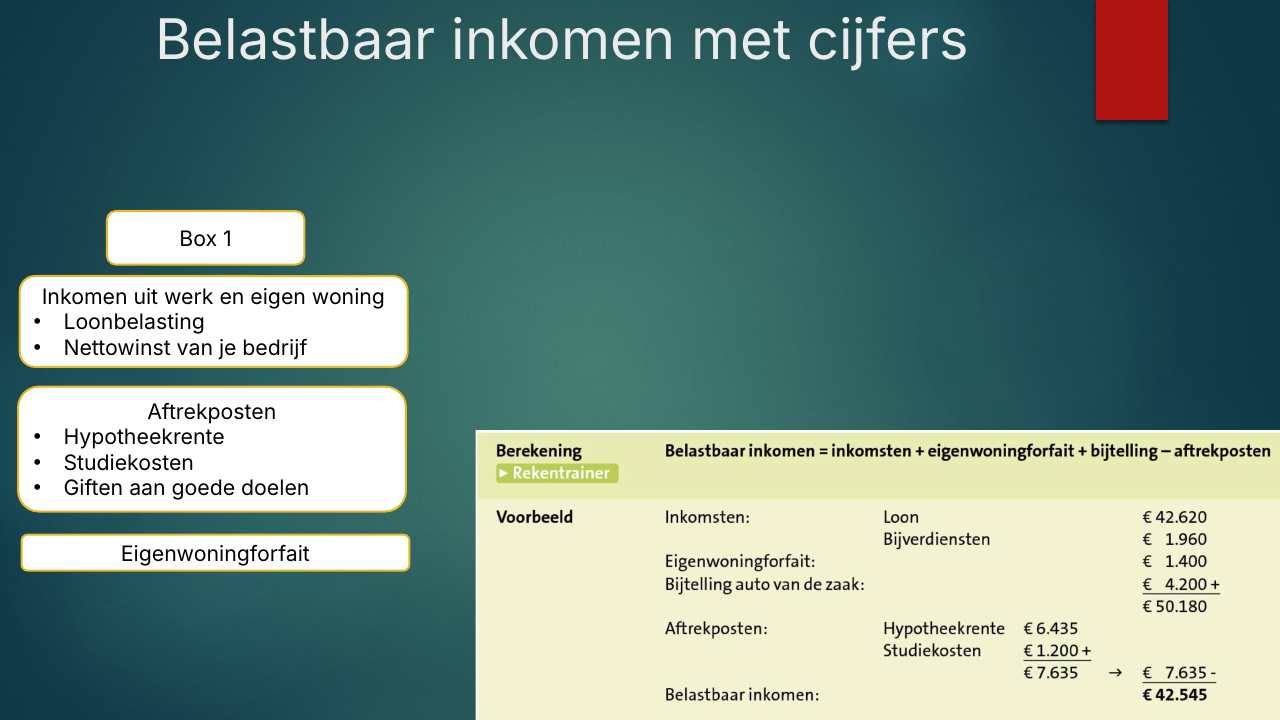 Belastbaar inkomen met cijfers
Box 1
Inkomen uit werk en eigen woning
• Loonbelasting
• Nettowinst van je bedrijf
Aftrekposten
• Hypotheekrente
• Studiekosten
• Giften aan goede doelen
Eigenwoningforfait
Berekening Belastbaar inkomen = inkomsten + eigenwoningforfait + bijtelling – aftrekposten
▸ Rekentrainer
Voorbeeld Inkomsten: Loon € 42.620
Bijverdiensten € 1.960
Eigenwoningforfait: € 1.400
Bijtelling auto van de zaak: € 4.200 +
€ 50.180
Aftrekposten: Hypotheekrente € 6.435
Studiekosten € 1.200 +
€ 7.635 → € 7.635 -
Belastbaar inkomen: € 42.545